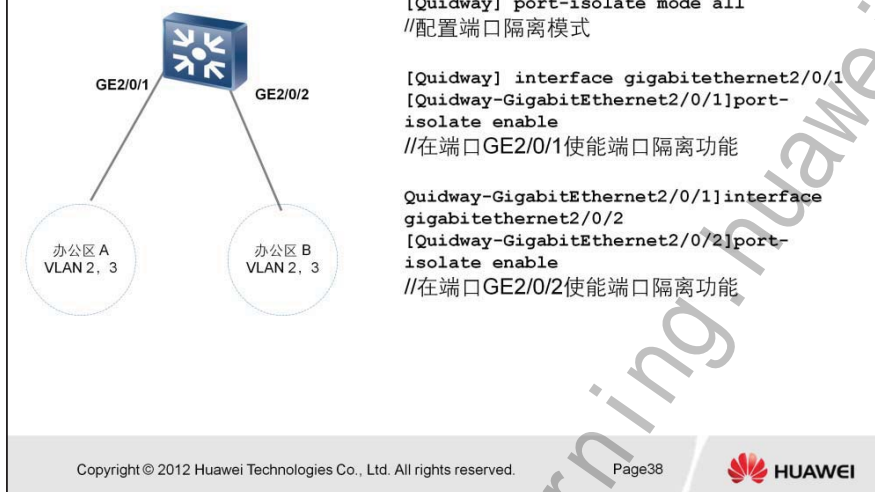 [Quidway] port-isolate mode all
//配置端口隔离模式
GE2/0/1
GE2/0/2
[Quidway] interface gigabitethernet2/0/1
[Quidway-GigabitEthernet2/0/1]port-
isolate enable
//在端口GE2/0/1使能端口隔离功能
Quidway-GigabitEthernet2/0/1]interface
gigabitethernet2/0/2
[Quidway-GigabitEthernet2/0/2]port-
isolate enable
//在端口GE2/0/2使能端口隔离功能
办公区 A
VLAN 2，3
办公区 B
VLAN 2，3
rning.huawei.
Copyright © 2012 Huawei Technologies Co., Ltd. All rights reserved.
Page38
HUAWEI